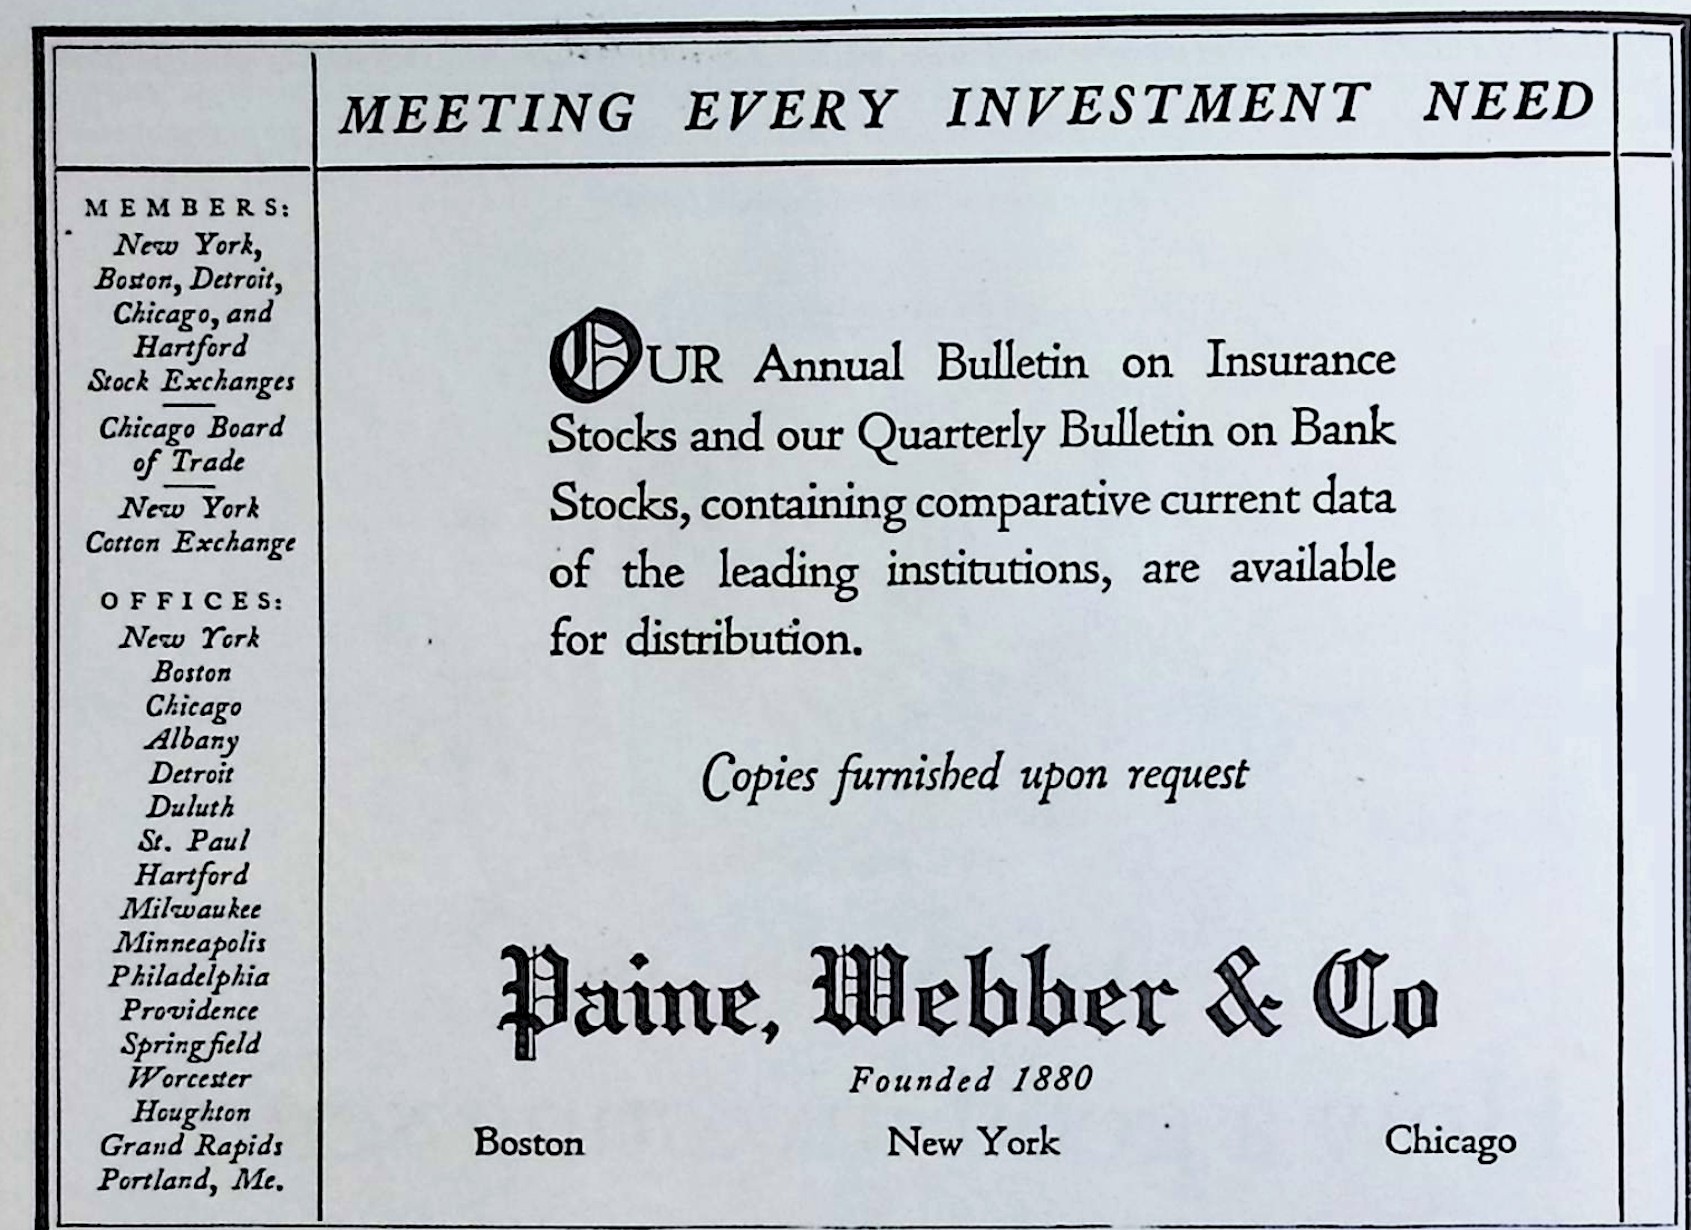 MEETING EVERY INVESTMENT NEED
MEMBERS:
New York,
Boston, Detroit,
Chicago, and
Hartford
Stock Exchanges
Chicago Board
of Trade
New York
Cotton Exchange
OFFICES:
New York
Boston
Chicago
Albany
Detroit
Duluth
St. Paul
Hartford
Milwaukee
Minneapolis
Philadelphia
Providence
Springfield
Worcester
Houghton
Grand Rapids
Portland, Me.
OUR Annual Bulletin on Insurance
Stocks and our Quarterly Bulletin on Bank
Stocks, containing comparative current data
of the leading institutions, are available
for distribution.
Copies furnished upon request
Paine, Webber & Co
Founded 1880
Boston New York Chicago